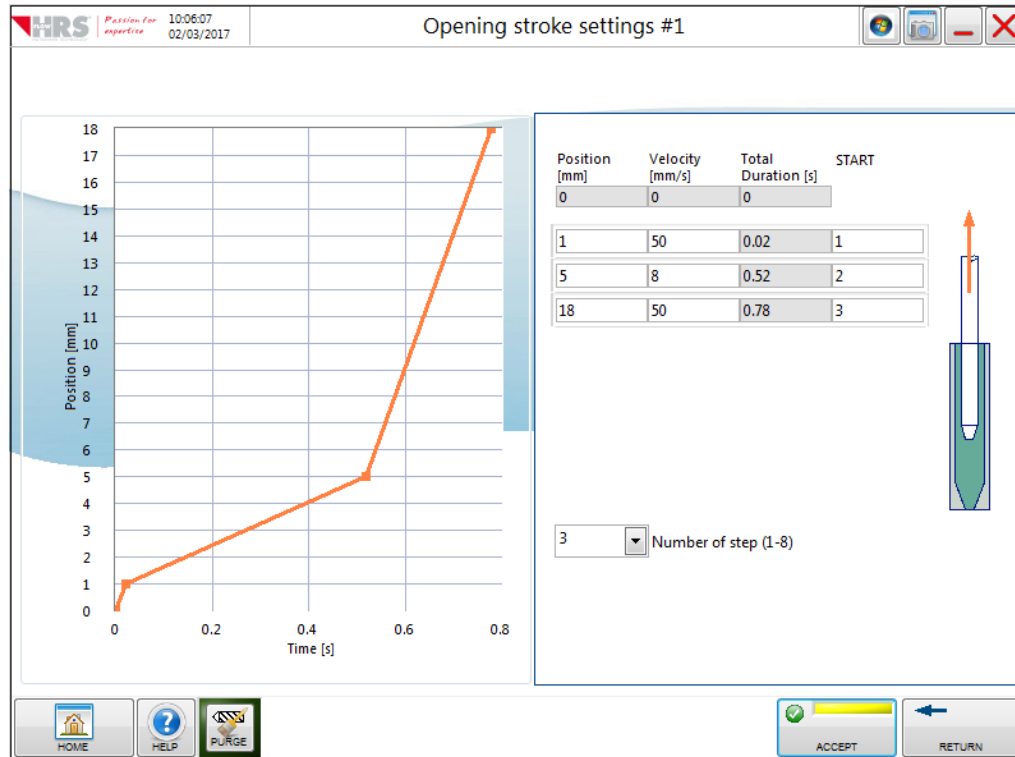 HRS
Passion for
expertise
10:06:07
02/03/2017
Opening stroke settings #1
18
17
16
15
14
13
12
11
10
9
8
7
6
5
4
3
2
1
0
Position [mm]
0 0.2 0.4 0.6 0.8
Time [s]
Position [mm] Velocity [mm/s] Total Duration [s] START
0 0 0
1 50 0.02 1
5 8 0.52 2
18 50 0.78 3
3 Number of step (1-8)
HOME
HELP
PURGE
ACCEPT
RETURN